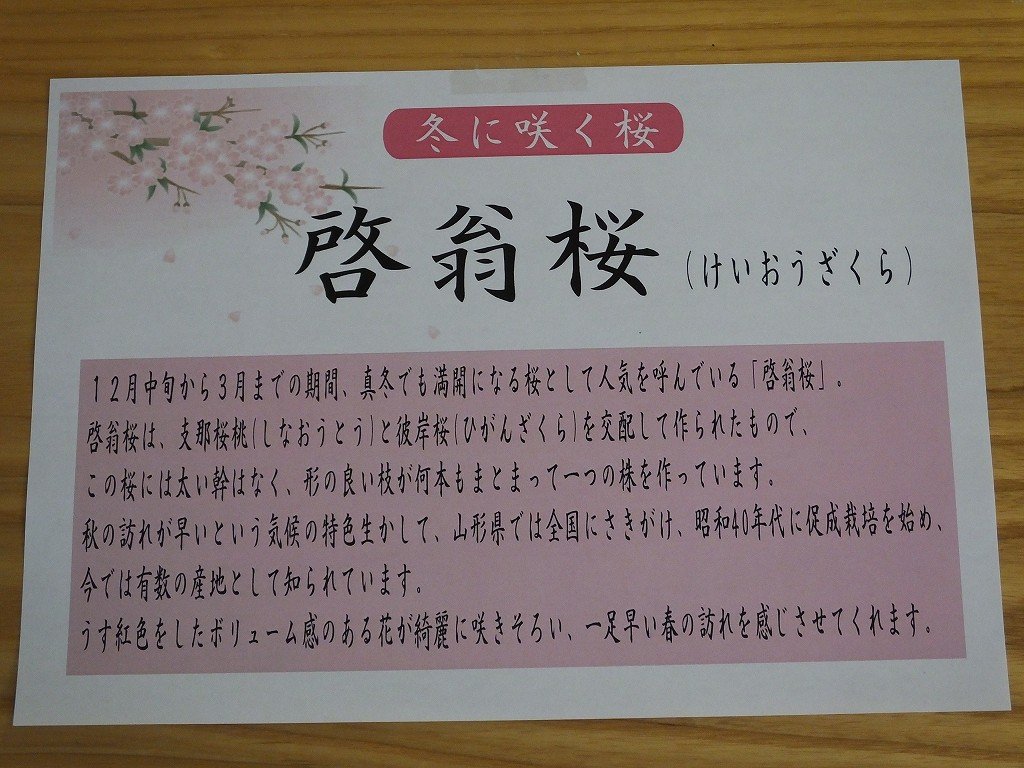 冬に咲く桜
啓翁桜(けいおうざくら)
12月中旬から3月までの期間、真冬でも満開になる桜として人気を呼んでいる「啓翁桜」。
啓翁桜は、支那桜桃(しなおうとう)と彼岸桜(ひがんざくら)を交配して作られたもので、
この桜には太い幹はなく、形の良い枝が何本もまとまって一つの株を作っています。
秋の訪れが早いという気候の特色生かして、山形県では全国にさきがけ、昭和40年代に促成栽培を始め、
今では有数の産地として知られています。
うす紅色をしたボリューム感のある花が綺麗に咲きそろい、一足早い春の訪れを感じさせてくれます。